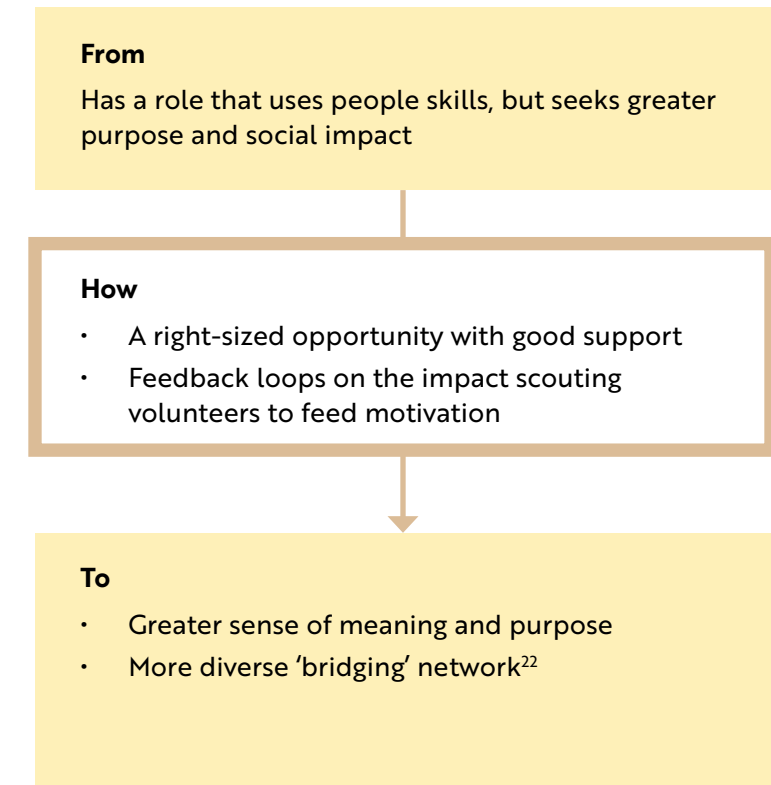 From
Has a role that uses people skills, but seeks greater
purpose and social impact
How
• A right-sized opportunity with good support
• Feedback loops on the impact scouting
volunteers to feed motivation
To
• Greater sense of meaning and purpose
• More diverse ‘bridging’ network²²